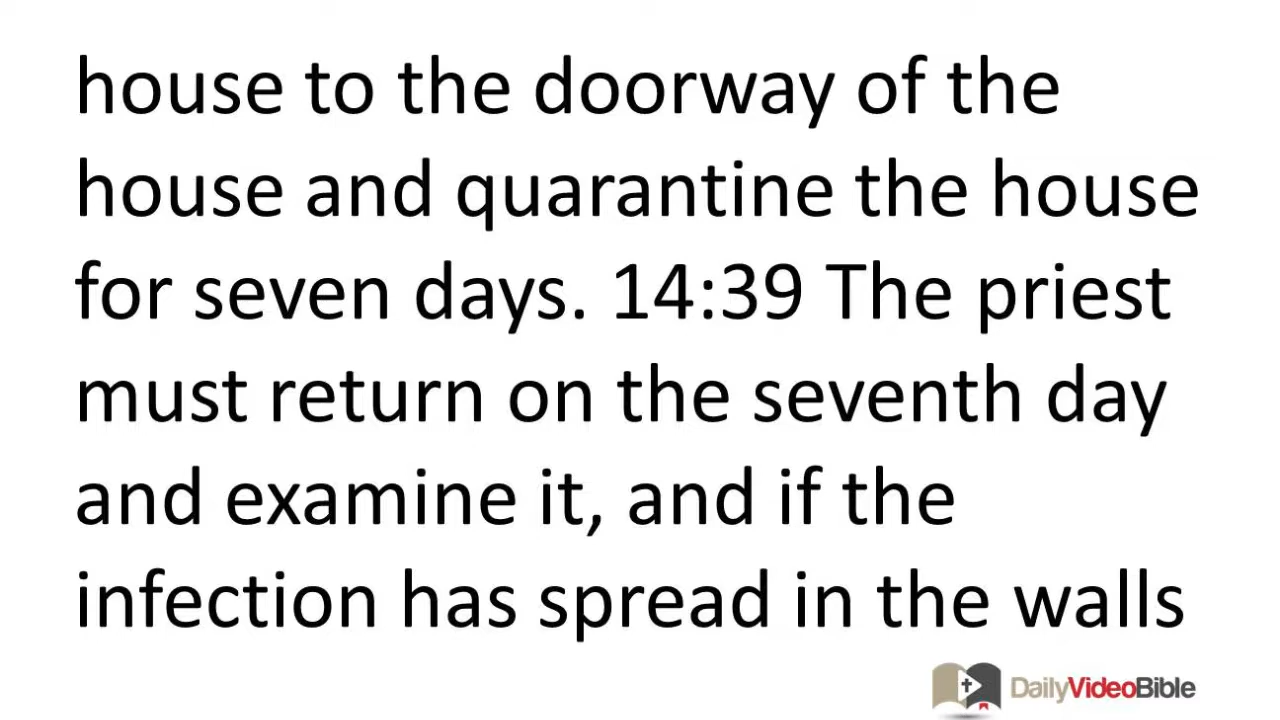 house to the doorway of the
house and quarantine the house
for seven days. 14:39 The priest
must return on the seventh day
and examine it, and if the
infection has spread in the walls
DailyVideoBible